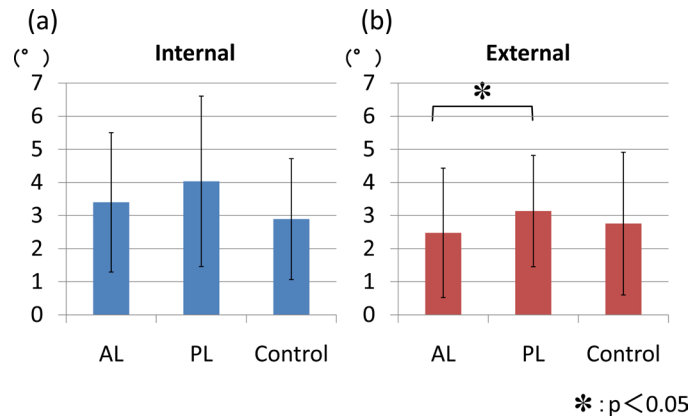 (a)
(°)
Internal
7
6
5
4
3
2
1
0
AL PL Control
(b)
(°)
External
7
6
5
4
3
2
1
0
*
AL PL Control
*:p<0.05